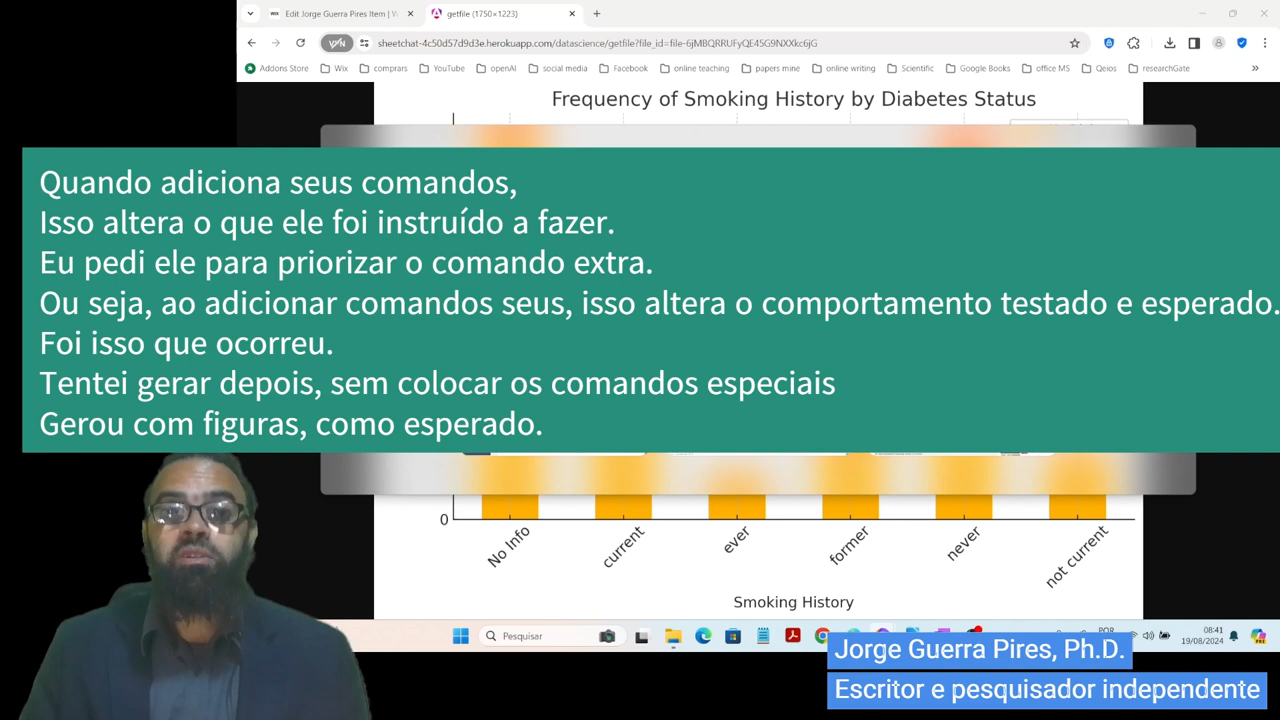 Edit Jorge Guerra Pires Item | W
getfile (1750×1223)
VPN
sheetchat-4c50d57d9d3e.herokuapp.com/datascience/getfile?file_id=file-6jMBQRRUFyQE45G9NXXkc6jG
Addons Store
Wix
comprars
YouTube
openAI
social media
Facebook
online teaching
papers mine
online writing
Scientific
Google Books
office MS
Qeios
researchGate
Frequency of Smoking History by Diabetes Status
Quando adiciona seus comandos,
Isso altera o que ele foi instruído a fazer.
Eu pedi ele para priorizar o comando extra.
Ou seja, ao adicionar comandos seus, isso altera o comportamento testado e esperado.
Foi isso que ocorreu.
Tentei gerar depois, sem colocar os comandos especiais
Gerou com figuras, como esperado.
0
No Info
current
ever
former
never
not current
Smoking History
Pesquisar
POR
08:41
19/08/2024
Jorge Guerra Pires, Ph.D.
Escritor e pesquisador independente